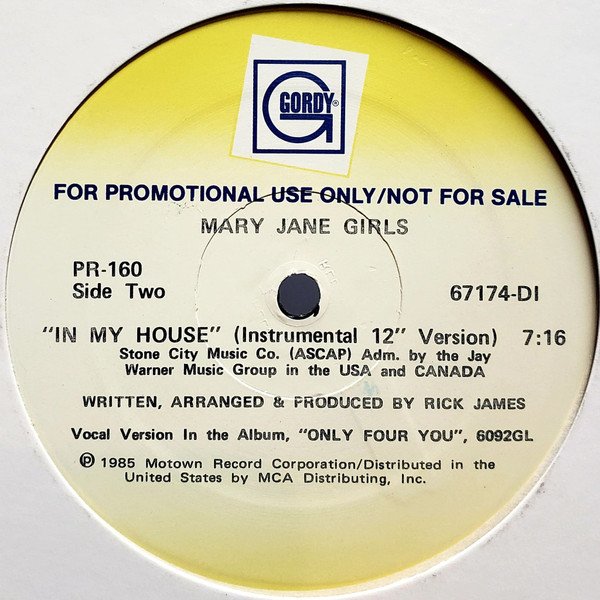 GORDY®
FOR PROMOTIONAL USE ONLY/NOT FOR SALE
MARY JANE GIRLS
PR-160
Side Two
67174-DI
"IN MY HOUSE" (Instrumental 12" Version) 7:16
Stone City Music Co. (ASCAP) Adm. by the Jay
Warner Music Group in the USA and CANADA
WRITTEN, ARRANGED & PRODUCED BY RICK JAMES
Vocal Version In the Album, "ONLY FOUR YOU", 6092GL
℗ 1985 Motown Record Corporation/Distributed in the
United States by MCA Distributing, Inc.